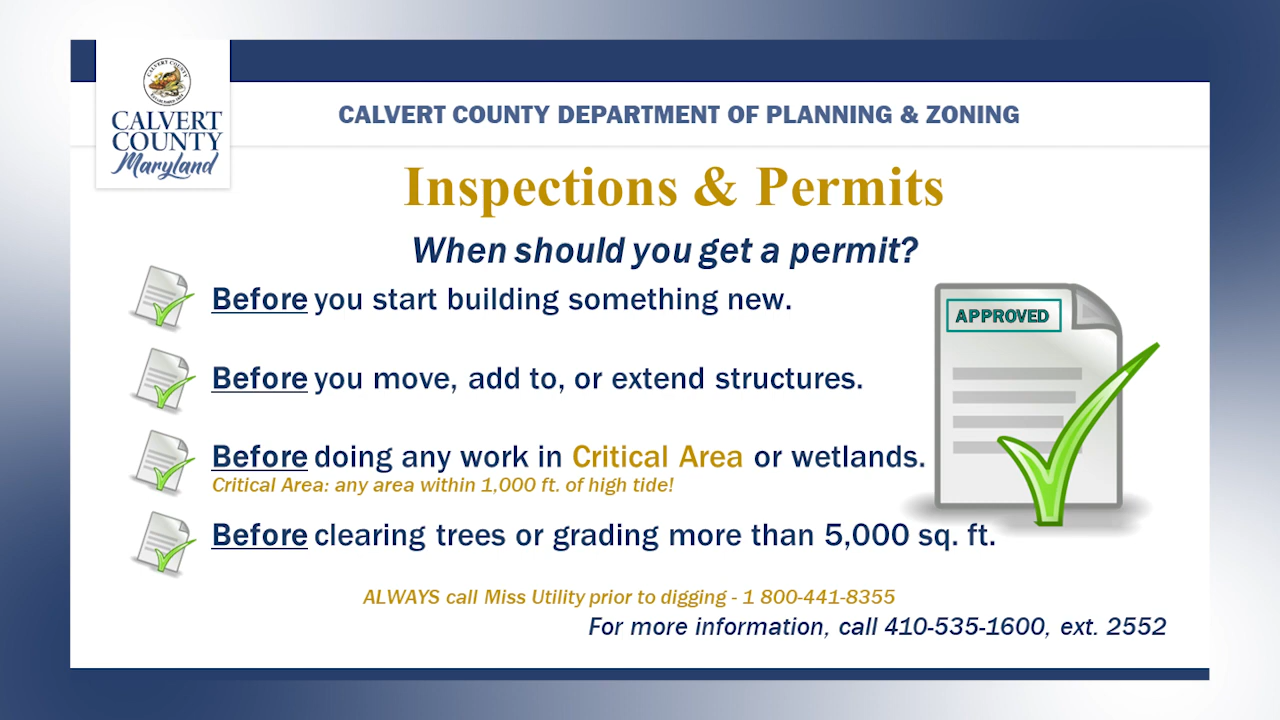 CALVERT COUNTY
ESTABLISHED 1654
CALVERT
COUNTY
Maryland
CALVERT COUNTY DEPARTMENT OF PLANNING & ZONING
Inspections & Permits
When should you get a permit?
Before you start building something new.
APPROVED
Before you move, add to, or extend structures.
Before doing any work in Critical Area or wetlands.
Critical Area: any area within 1,000 ft. of high tide!
Before clearing trees or grading more than 5,000 sq. ft.
ALWAYS call Miss Utility prior to digging - 1 800-441-8355
For more information, call 410-535-1600, ext. 2552